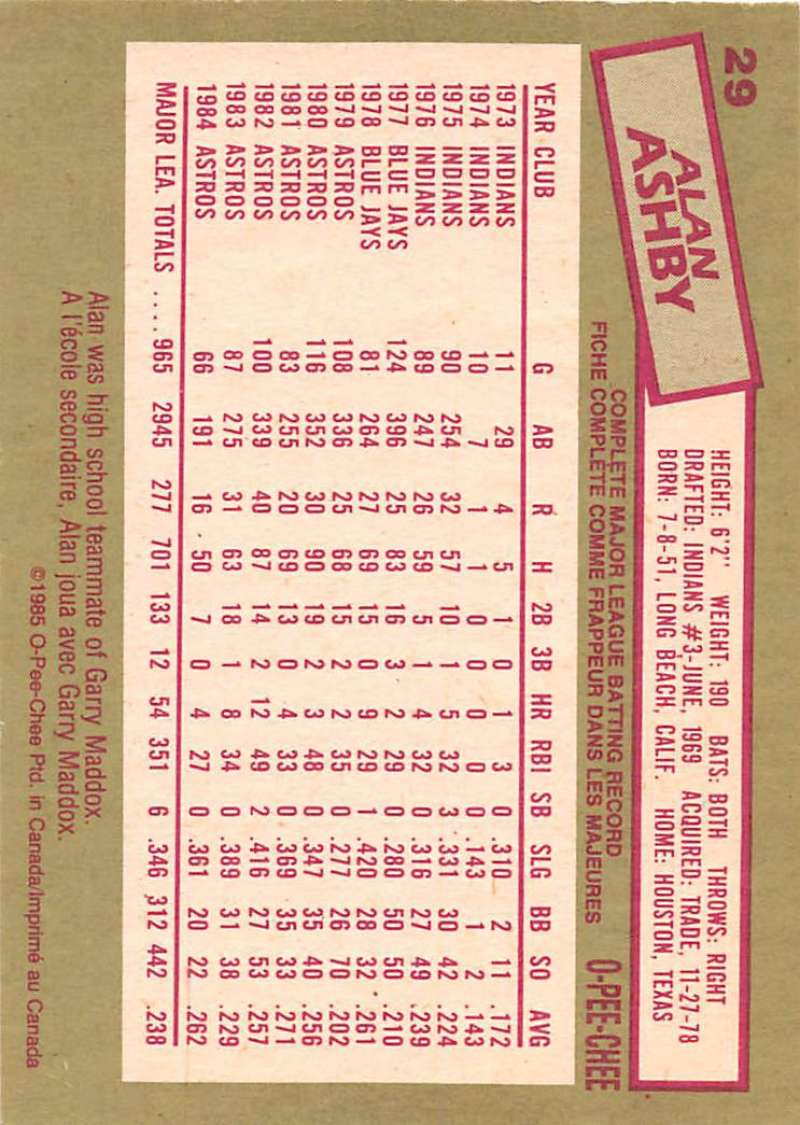 29
ALAN
ASHBY
HEIGHT: 6'2" WEIGHT: 190 BATS: BOTH THROWS: RIGHT
DRAFTED: INDIANS #3-JUNE, 1969 ACQUIRED: TRADE, 11-27-78
BORN: 7-8-51, LONG BEACH, CALIF. HOME: HOUSTON, TEXAS
COMPLETE MAJOR LEAGUE BATTING RECORD
FICHE COMPLÈTE COMME FRAPPEUR DANS LES MAJEURES
O-PEE-CHEE
YEAR CLUB G AB R H 2B 3B HR RBI SB SLG BB SO AVG
1973 INDIANS 11 29 4 5 1 0 1 3 0 .310 2 11 .172
1974 INDIANS 10 7 1 1 0 0 0 0 0 .143 1 2 .143
1975 INDIANS 90 254 32 57 10 1 5 32 3 .331 30 42 .224
1976 INDIANS 89 247 26 59 5 1 4 32 0 .316 27 49 .239
1977 BLUE JAYS 124 396 25 83 16 3 2 29 0 .280 50 50 .210
1978 BLUE JAYS 81 264 27 69 15 0 9 29 1 .420 28 32 .261
1979 ASTROS 108 336 25 68 15 2 2 35 0 .277 26 70 .202
1980 ASTROS 116 352 30 90 19 2 3 48 0 .347 35 40 .256
1981 ASTROS 83 255 20 69 13 0 4 33 0 .369 35 33 .271
1982 ASTROS 100 339 40 87 14 2 12 49 2 .416 27 53 .257
1983 ASTROS 87 275 31 63 18 1 8 34 0 .389 31 38 .229
1984 ASTROS 66 191 16 50 7 0 4 27 0 .361 20 22 .262
MAJOR LEA. TOTALS .... 965 2945 277 701 133 12 54 351 6 .346 312 442 .238
Alan was high school teammate of Garry Maddox.
A l'école secondaire, Alan joua avec Garry Maddox.
©1985 O-Pee-Chee Ptd. in Canada/Imprimé au Canada